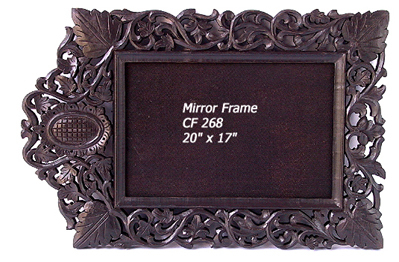 Mirror Frame
CF 268
20" x 17"